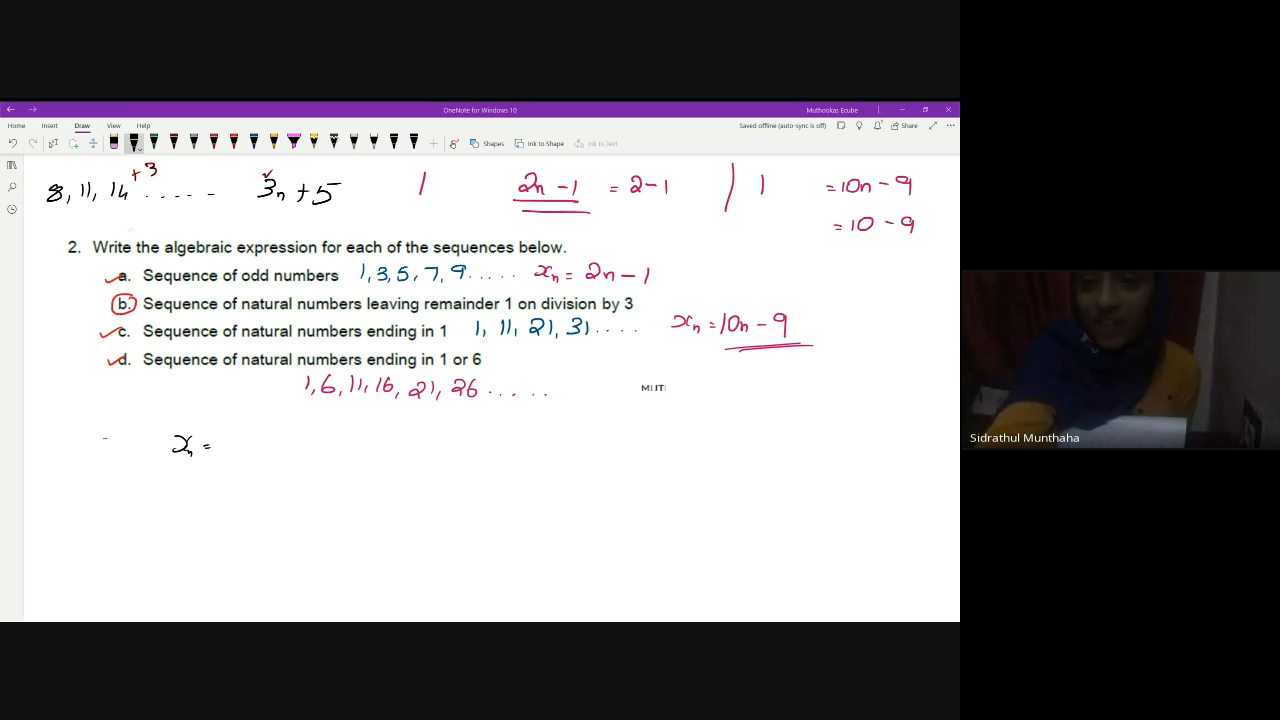 OneNote for Windows 10
Muthookas Ecube
Home Insert Draw View Help
Saved offline (auto-sync is off)
Share
Shapes
Ink to Shape
Ink to Text
8, 11, 14 ..... +3
3n + 5
1
2n - 1 = 2 - 1
1 = 10n - 9
= 10 - 9
2. Write the algebraic expression for each of the sequences below.
a. Sequence of odd numbers 1, 3, 5, 7, 9 ..... xn = 2n - 1
b. Sequence of natural numbers leaving remainder 1 on division by 3
c. Sequence of natural numbers ending in 1 1, 11, 21, 31 .... xn = 10n - 9
d. Sequence of natural numbers ending in 1 or 6
1, 6, 11, 16, 21, 26 .....
xn =
Sidrathul Munthaha